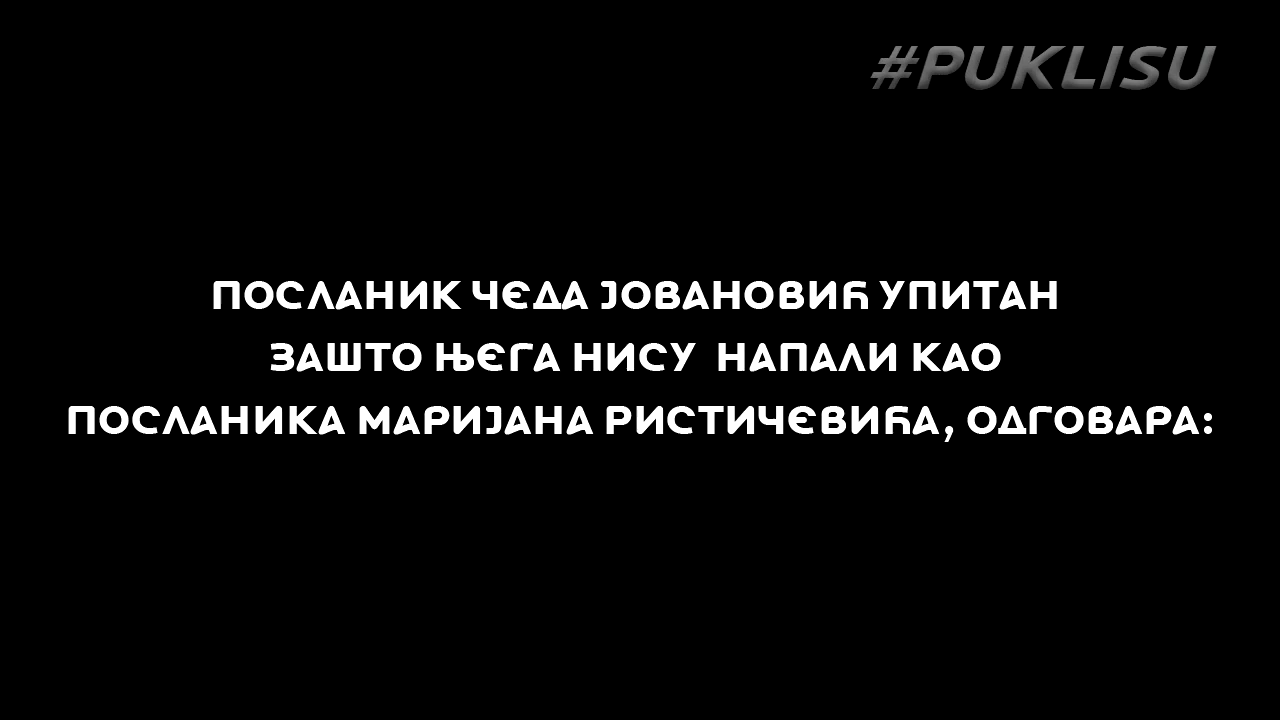 #PUKLISU
ПОСЛАНИК ЧЕДА ЈОВАНОВИЋ УПИТАН
ЗАШТО ЊЕГА НИСУ НАПАЛИ КАО
ПОСЛАНИКА МАРИЈАНА РИСТИЧЕВИЋА, ОДГОВАРА: